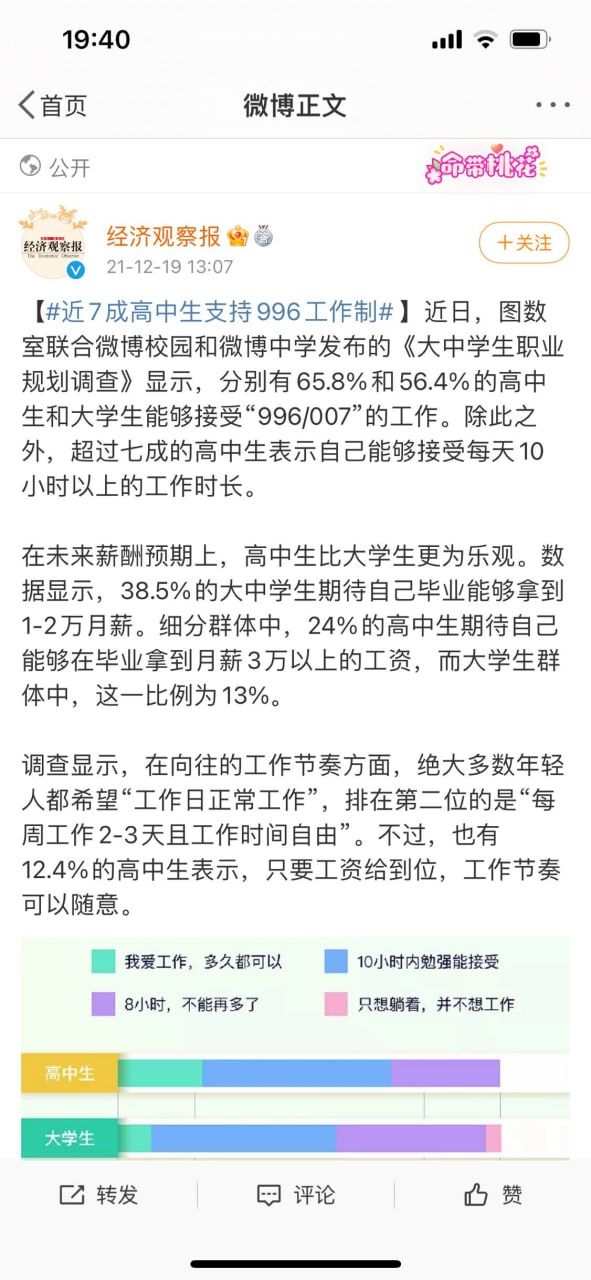 19:40
首页
微博正文
公开
命带桃花
经济观察报
经济观察报
The Economic Observer
21-12-19 13:07
+关注
【#近7成高中生支持996工作制#】近日，图数
室联合微博校园和微博中学发布的《大中学生职业
规划调查》显示，分别有65.8%和56.4%的高中
生和大学生能够接受“996/007”的工作。除此之
外，超过七成的高中生表示自己能够接受每天10
小时以上的工作时长。
在未来薪酬预期上，高中生比大学生更为乐观。数
据显示，38.5%的大中学生期待自己毕业能够拿到
1-2万月薪。细分群体中，24%的高中生期待自己
能够在毕业拿到月薪3万以上的工资，而大学生群
体中，这一比例为13%。
调查显示，在向往的工作节奏方面，绝大多数年轻
人都希望“工作日正常工作”，排在第二位的是“每
周工作2-3天且工作时间自由”。不过，也有
12.4%的高中生表示，只要工资给到位，工作节奏
可以随意。
我爱工作，多久都可以
10小时内勉强能接受
8小时，不能再多了
只想躺着，并不想工作
高中生
大学生
转发
评论
赞